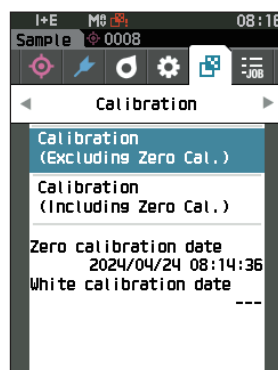 I+E M 08:16
Sample 0008
JOB
Calibration
Calibration
(Excluding Zero Cal.)
Calibration
(Including Zero Cal.)
Zero calibration date
2024/04/24 08:14:36
White calibration date
---